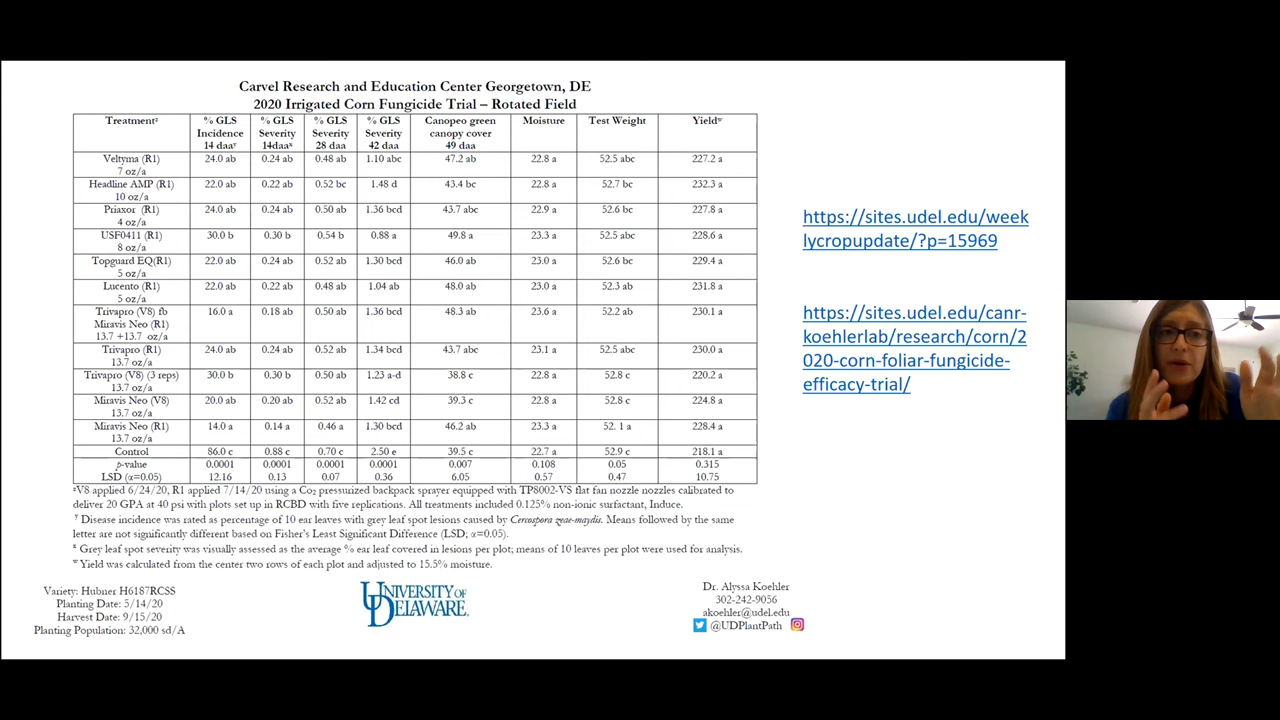 Carvel Research and Education Center Georgetown, DE
2020 Irrigated Corn Fungicide Trial – Rotated Field
Treatmentᶻ % GLS Incidence 14 daaʸ % GLS Severity 14daaˣ % GLS Severity 28 daa % GLS Severity 42 daa Canopeo green canopy cover 49 daa Moisture Test Weight Yieldʷ
Veltyma (R1) 7 oz/a 24.0 ab 0.24 ab 0.48 ab 1.10 abc 47.2 ab 22.8 a 52.5 abc 227.2 a
Headline AMP (R1) 10 oz/a 22.0 ab 0.22 ab 0.52 bc 1.48 d 43.4 bc 22.8 a 52.7 bc 232.3 a
Priaxor (R1) 4 oz/a 24.0 ab 0.24 ab 0.50 ab 1.36 bcd 43.7 abc 22.9 a 52.6 bc 227.8 a
USF0411 (R1) 8 oz/a 30.0 b 0.30 b 0.54 b 0.88 a 49.8 a 23.3 a 52.5 abc 228.6 a
Topguard EQ(R1) 5 oz/a 22.0 ab 0.24 ab 0.52 ab 1.30 bcd 46.0 ab 23.0 a 52.6 bc 229.4 a
Lucento (R1) 5 oz/a 22.0 ab 0.22 ab 0.48 ab 1.04 ab 48.0 ab 23.0 a 52.3 ab 231.8 a
Trivapro (V8) fb Miravis Neo (R1) 13.7 +13.7 oz/a 16.0 a 0.18 ab 0.50 ab 1.36 bcd 48.3 ab 23.6 a 52.2 ab 230.1 a
Trivapro (R1) 13.7 oz/a 24.0 ab 0.24 ab 0.52 ab 1.34 bcd 43.7 abc 23.1 a 52.5 abc 230.0 a
Trivapro (V8) (3 reps) 13.7 oz/a 30.0 b 0.30 b 0.50 ab 1.23 a-d 38.8 c 22.8 a 52.8 c 220.2 a
Miravis Neo (V8) 13.7 oz/a 20.0 ab 0.20 ab 0.52 ab 1.42 cd 39.3 c 22.8 a 52.8 c 224.8 a
Miravis Neo (R1) 13.7 oz/a 14.0 a 0.14 a 0.46 a 1.30 bcd 46.2 ab 23.3 a 52. 1 a 228.4 a
Control 86.0 c 0.88 c 0.70 c 2.50 e 39.5 c 22.7 a 52.9 c 218.1 a
p-value 0.0001 0.0001 0.0001 0.0001 0.007 0.108 0.05 0.315
LSD (α=0.05) 12.16 0.13 0.07 0.36 6.05 0.57 0.47 10.75
ᶻV8 applied 6/24/20, R1 applied 7/14/20 using a Co₂ pressurized backpack sprayer equipped with TP8002-VS flat fan nozzle nozzles calibrated to
deliver 20 GPA at 40 psi with plots set up in RCBD with five replications. All treatments included 0.125% non-ionic surfactant, Induce.
ʸ Disease incidence was rated as percentage of 10 ear leaves with grey leaf spot lesions caused by Cercospora zeae-maydis. Means followed by the same
letter are not significantly different based on Fisher's Least Significant Difference (LSD; α=0.05).
ˣ Grey leaf spot severity was visually assessed as the average % ear leaf covered in lesions per plot; means of 10 leaves per plot were used for analysis.
ʷ Yield was calculated from the center two rows of each plot and adjusted to 15.5% moisture.
https://sites.udel.edu/week
lycropupdate/?p=15969
https://sites.udel.edu/canr-
koehlerlab/research/corn/2
020-corn-foliar-fungicide-
efficacy-trial/
Variety: Hubner H6187RCSS
Planting Date: 5/14/20
Harvest Date: 9/15/20
Planting Population: 32,000 sd/A
UNIVERSITY OF
DELAWARE.
Dr. Alyssa Koehler
302-242-9056
akoehler@udel.edu
@UDPlantPath